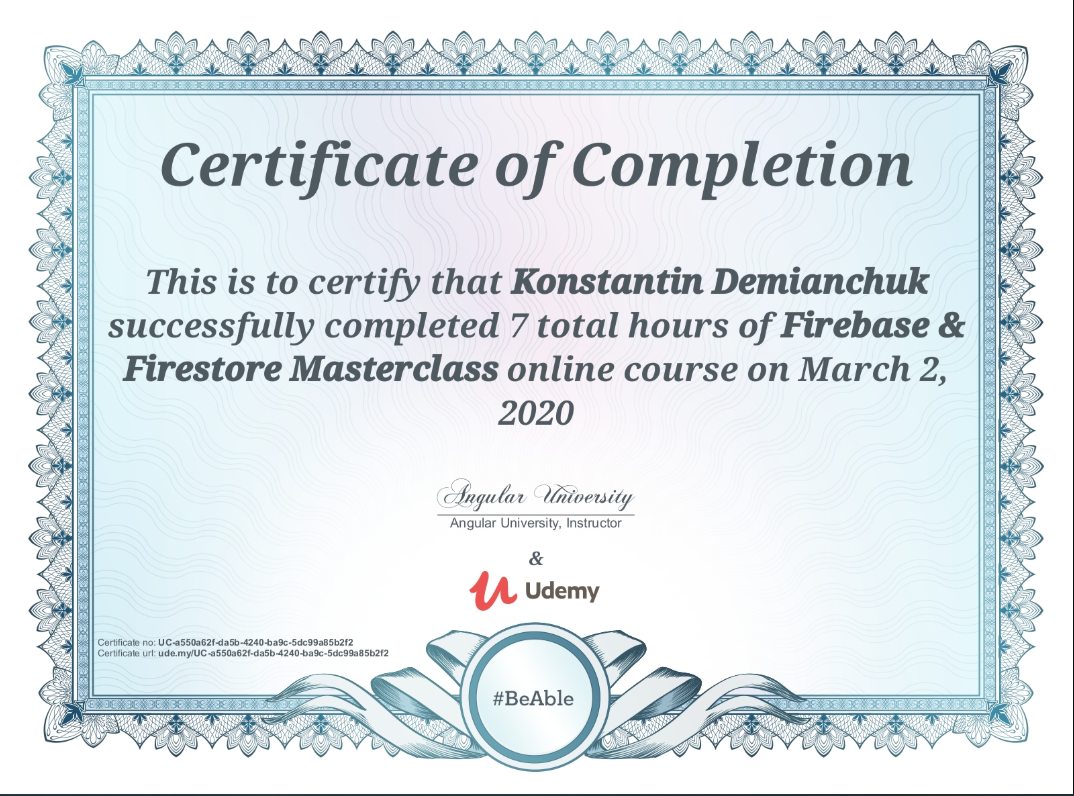 Certificate of Completion
This is to certify that Konstantin Demianchuk
successfully completed 7 total hours of Firebase &
Firestore Masterclass online course on March 2,
2020
Angular University
Angular University, Instructor
&
Udemy
Certificate no: UC-a550a62f-da5b-4240-ba9c-5dc99a85b2f2
Certificate url: ude.my/UC-a550a62f-da5b-4240-ba9c-5dc99a85b2f2
#BeAble